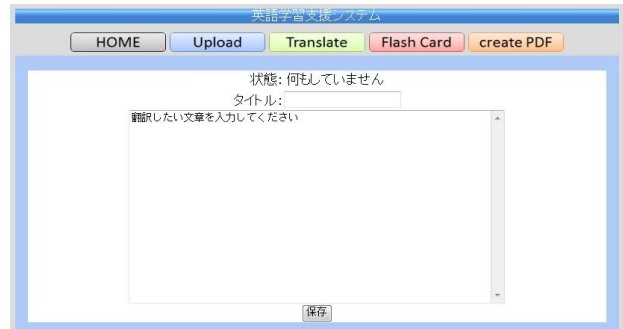 英語学習支援システム
HOME Upload Translate Flash Card create PDF
状態: 何もしていません
タイトル:
翻訳したい文章を入力してください
保存